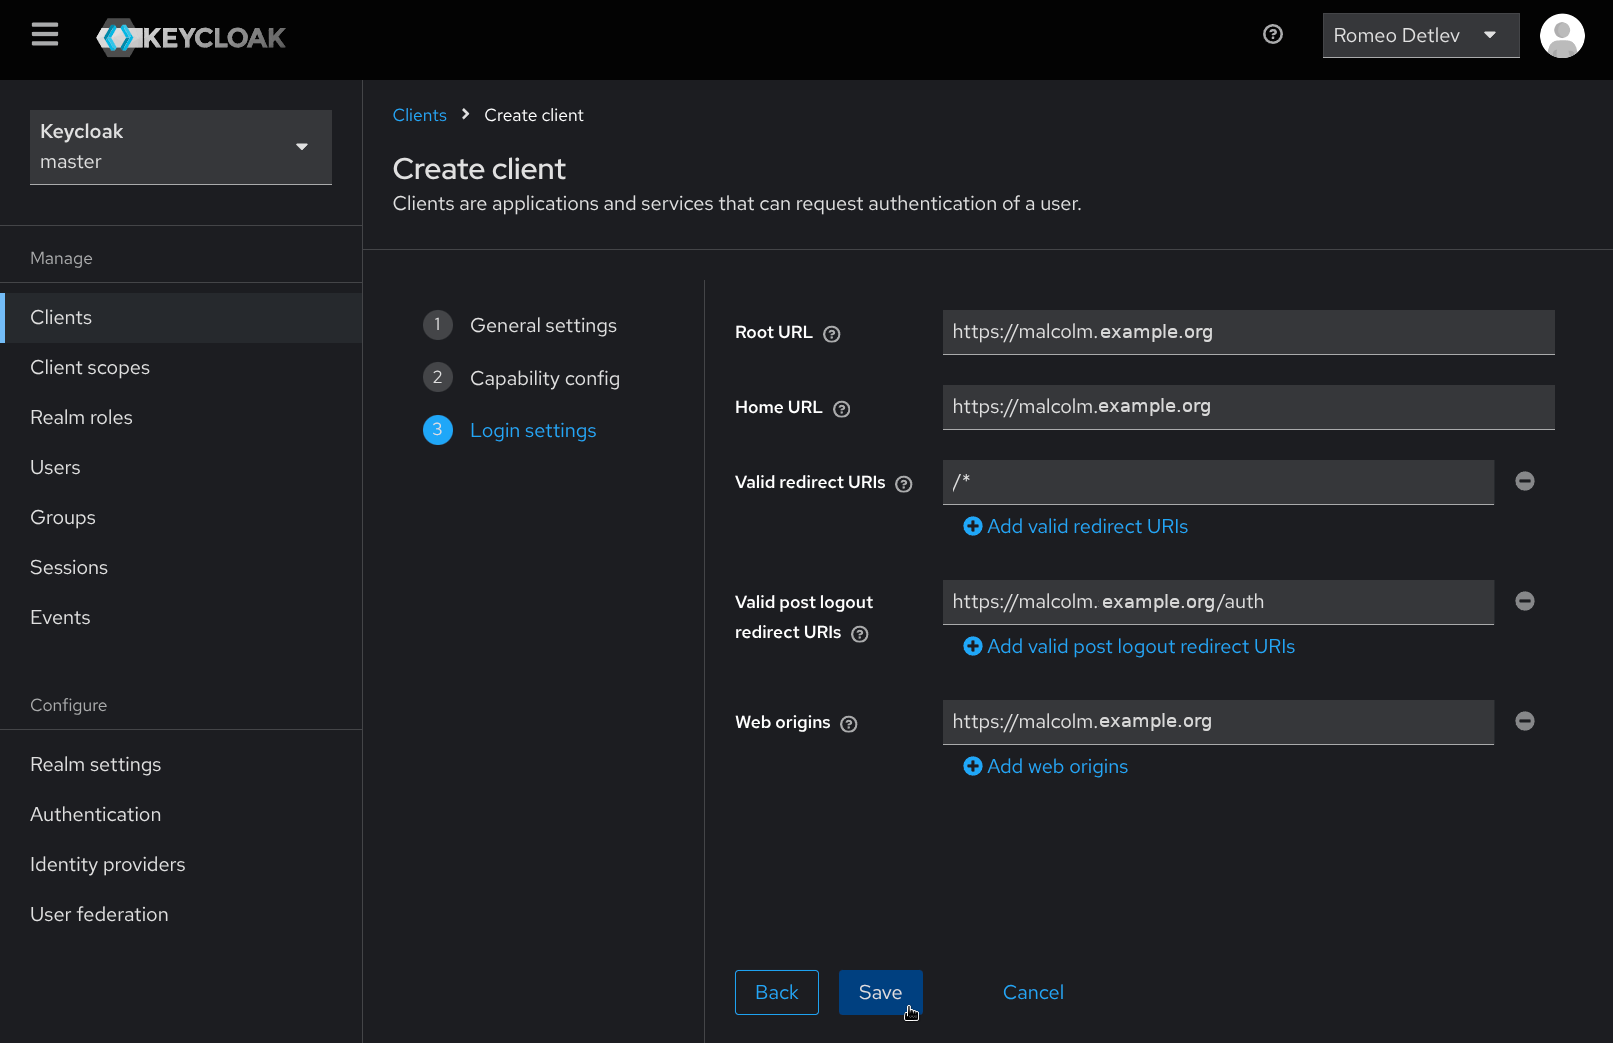 KEYCLOAK
Romeo Detlev
Keycloak
master
Manage
Clients
Client scopes
Realm roles
Users
Groups
Sessions
Events
Configure
Realm settings
Authentication
Identity providers
User federation
Clients > Create client
Create client
Clients are applications and services that can request authentication of a user.
1 General settings
2 Capability config
3 Login settings
Root URL ? https://malcolm.example.org
Home URL ? https://malcolm.example.org
Valid redirect URIs ? /*
Add valid redirect URIs
Valid post logout
redirect URIs ? https://malcolm. example.org/auth
Add valid post logout redirect URIs
Web origins ? https://malcolm.example.org
Add web origins
Back Save Cancel